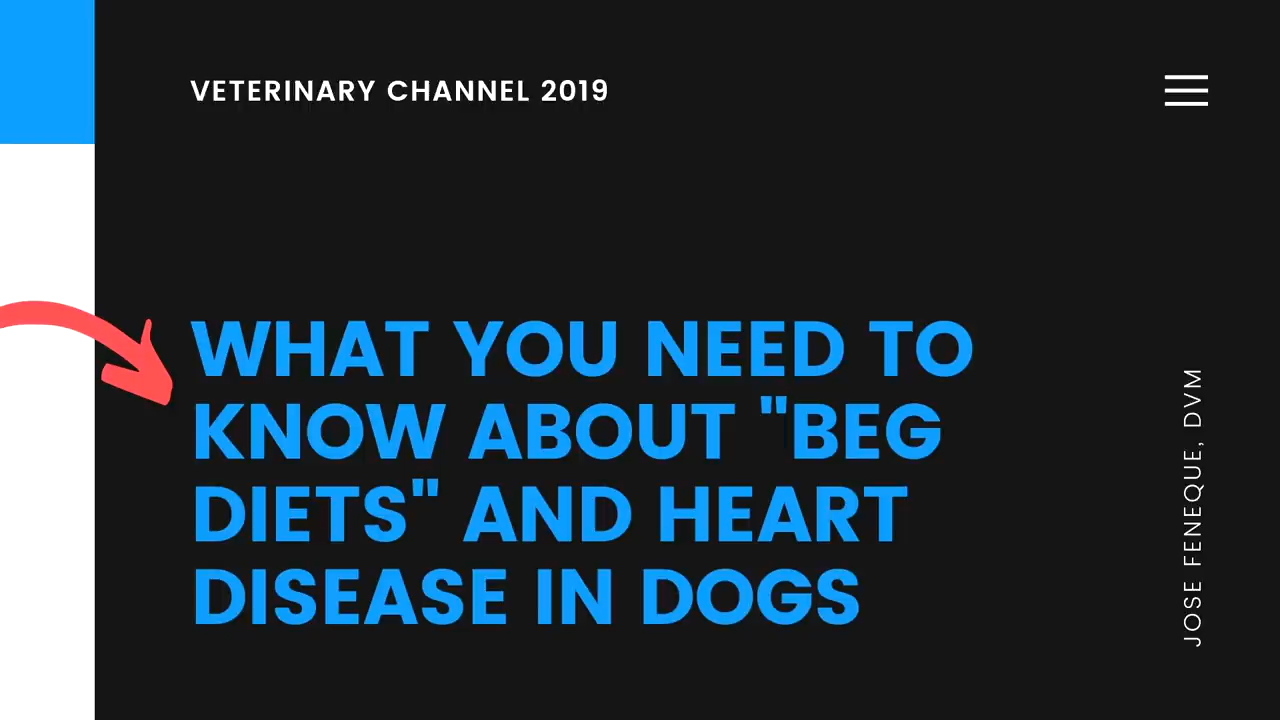 VETERINARY CHANNEL 2019
WHAT YOU NEED TO
KNOW ABOUT "BEG
DIETS" AND HEART
DISEASE IN DOGS
JOSE FENEQUE, DVM